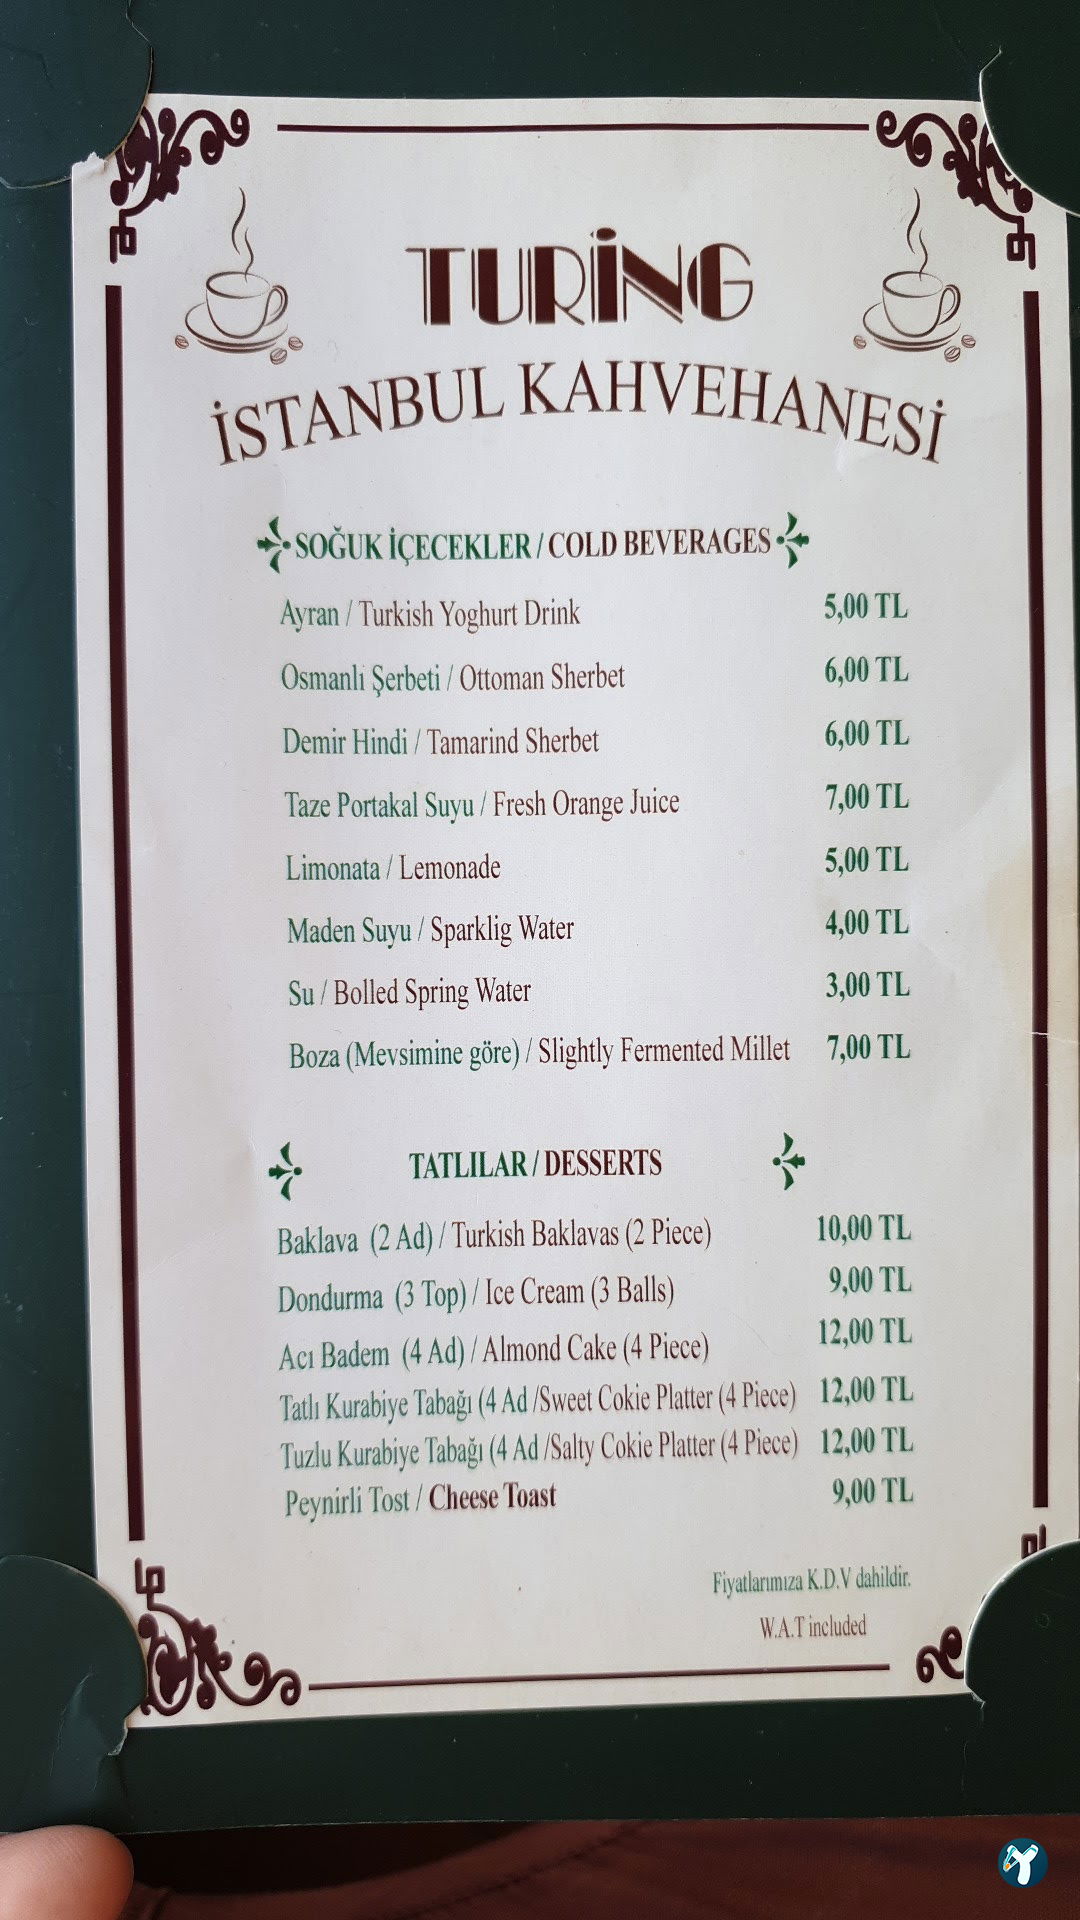 TURİNG
İSTANBUL KAHVEHANESİ
SOĞUK İÇECEKLER / COLD BEVERAGES
Ayran / Turkish Yoghurt Drink 5,00 TL
Osmanlı Şerbeti / Ottoman Sherbet 6,00 TL
Demir Hindi / Tamarind Sherbet 6,00 TL
Taze Portakal Suyu / Fresh Orange Juice 7,00 TL
Limonata / Lemonade 5,00 TL
Maden Suyu / Sparklig Water 4,00 TL
Su / Bolled Spring Water 3,00 TL
Boza (Mevsimine göre) / Slightly Fermented Millet 7,00 TL
TATLILAR / DESSERTS
Baklava (2 Ad) / Turkish Baklavas (2 Piece) 10,00 TL
Dondurma (3 Top) / Ice Cream (3 Balls) 9,00 TL
Acı Badem (4 Ad) / Almond Cake (4 Piece) 12,00 TL
Tatlı Kurabiye Tabağı (4 Ad /Sweet Cokie Platter (4 Piece) 12,00 TL
Tuzlu Kurabiye Tabağı (4 Ad /Salty Cokie Platter (4 Piece) 12,00 TL
Peynirli Tost / Cheese Toast 9,00 TL
Fiyatlarımıza K.D.V dahildir.
W.A.T included